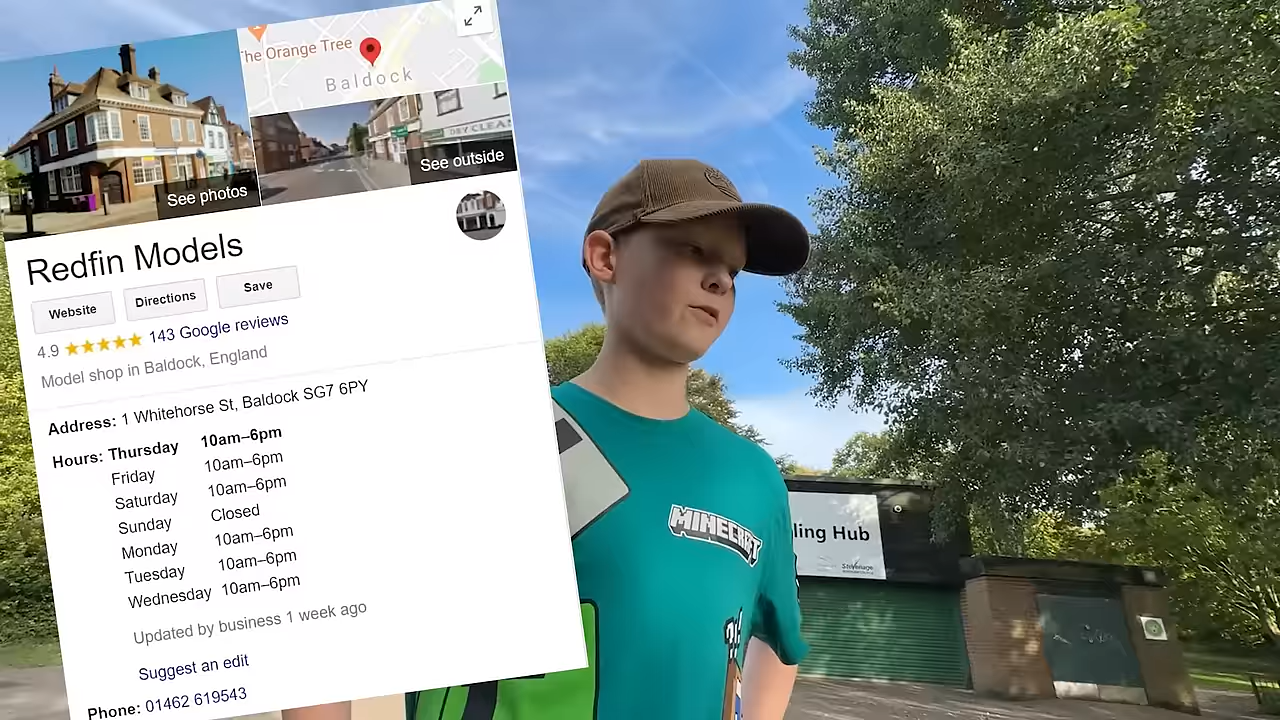 The Orange Tree
Baldock
DRY CLEA
See photos
See outside
Redfin Models
Website
Directions
Save
4.9
143 Google reviews
Model shop in Baldock, England
Address: 1 Whitehorse St, Baldock SG7 6PY
Hours: Thursday 10am–6pm
Friday 10am–6pm
Saturday 10am–6pm
Sunday Closed
Monday 10am–6pm
Tuesday 10am–6pm
Wednesday 10am–6pm
Updated by business 1 week ago
Suggest an edit
Phone: 01462 619543
MINECRAFT
ling Hub
Stevenage